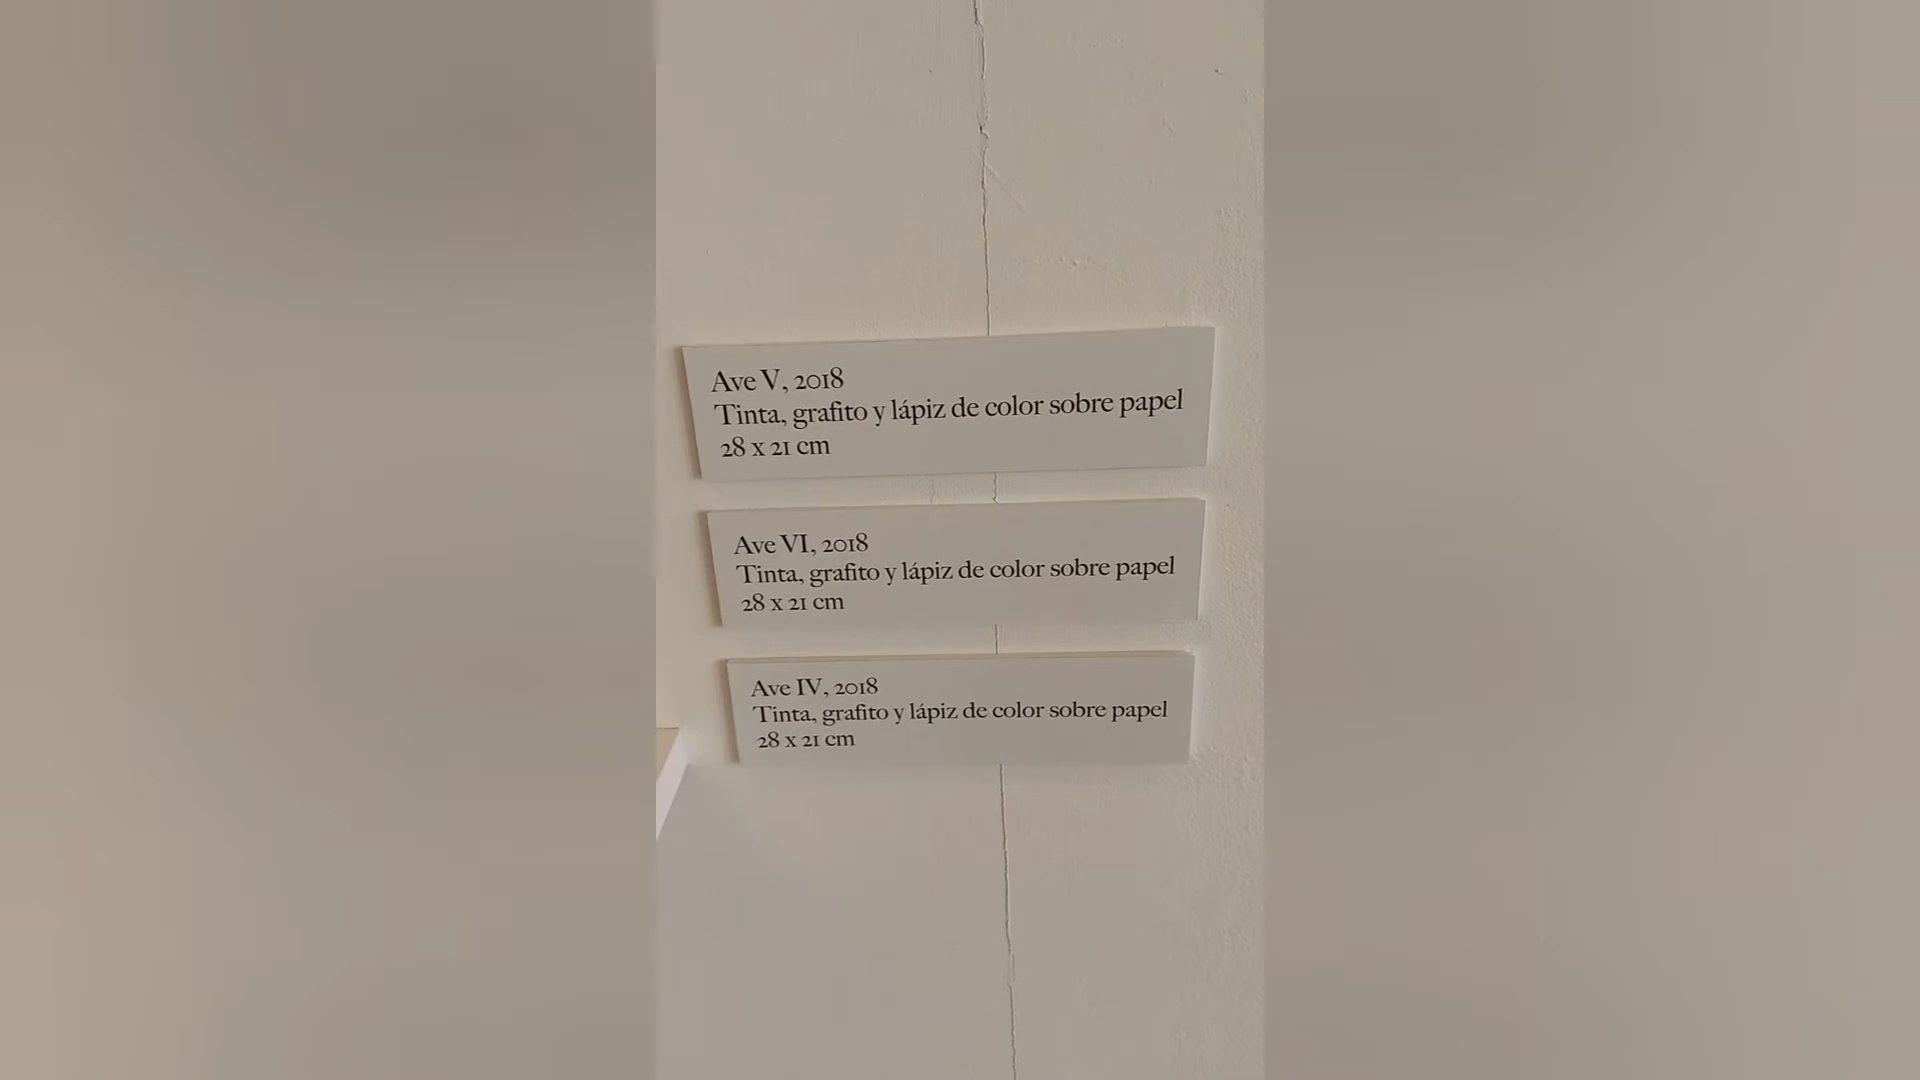 Ave V, 2018
Tinta, grafito y lápiz de color sobre papel
28 x 21 cm
Ave VI, 2018
Tinta, grafito y lápiz de color sobre papel
28 x 21 cm
Ave IV, 2018
Tinta, grafito y lápiz de color sobre papel
28 x 21 cm